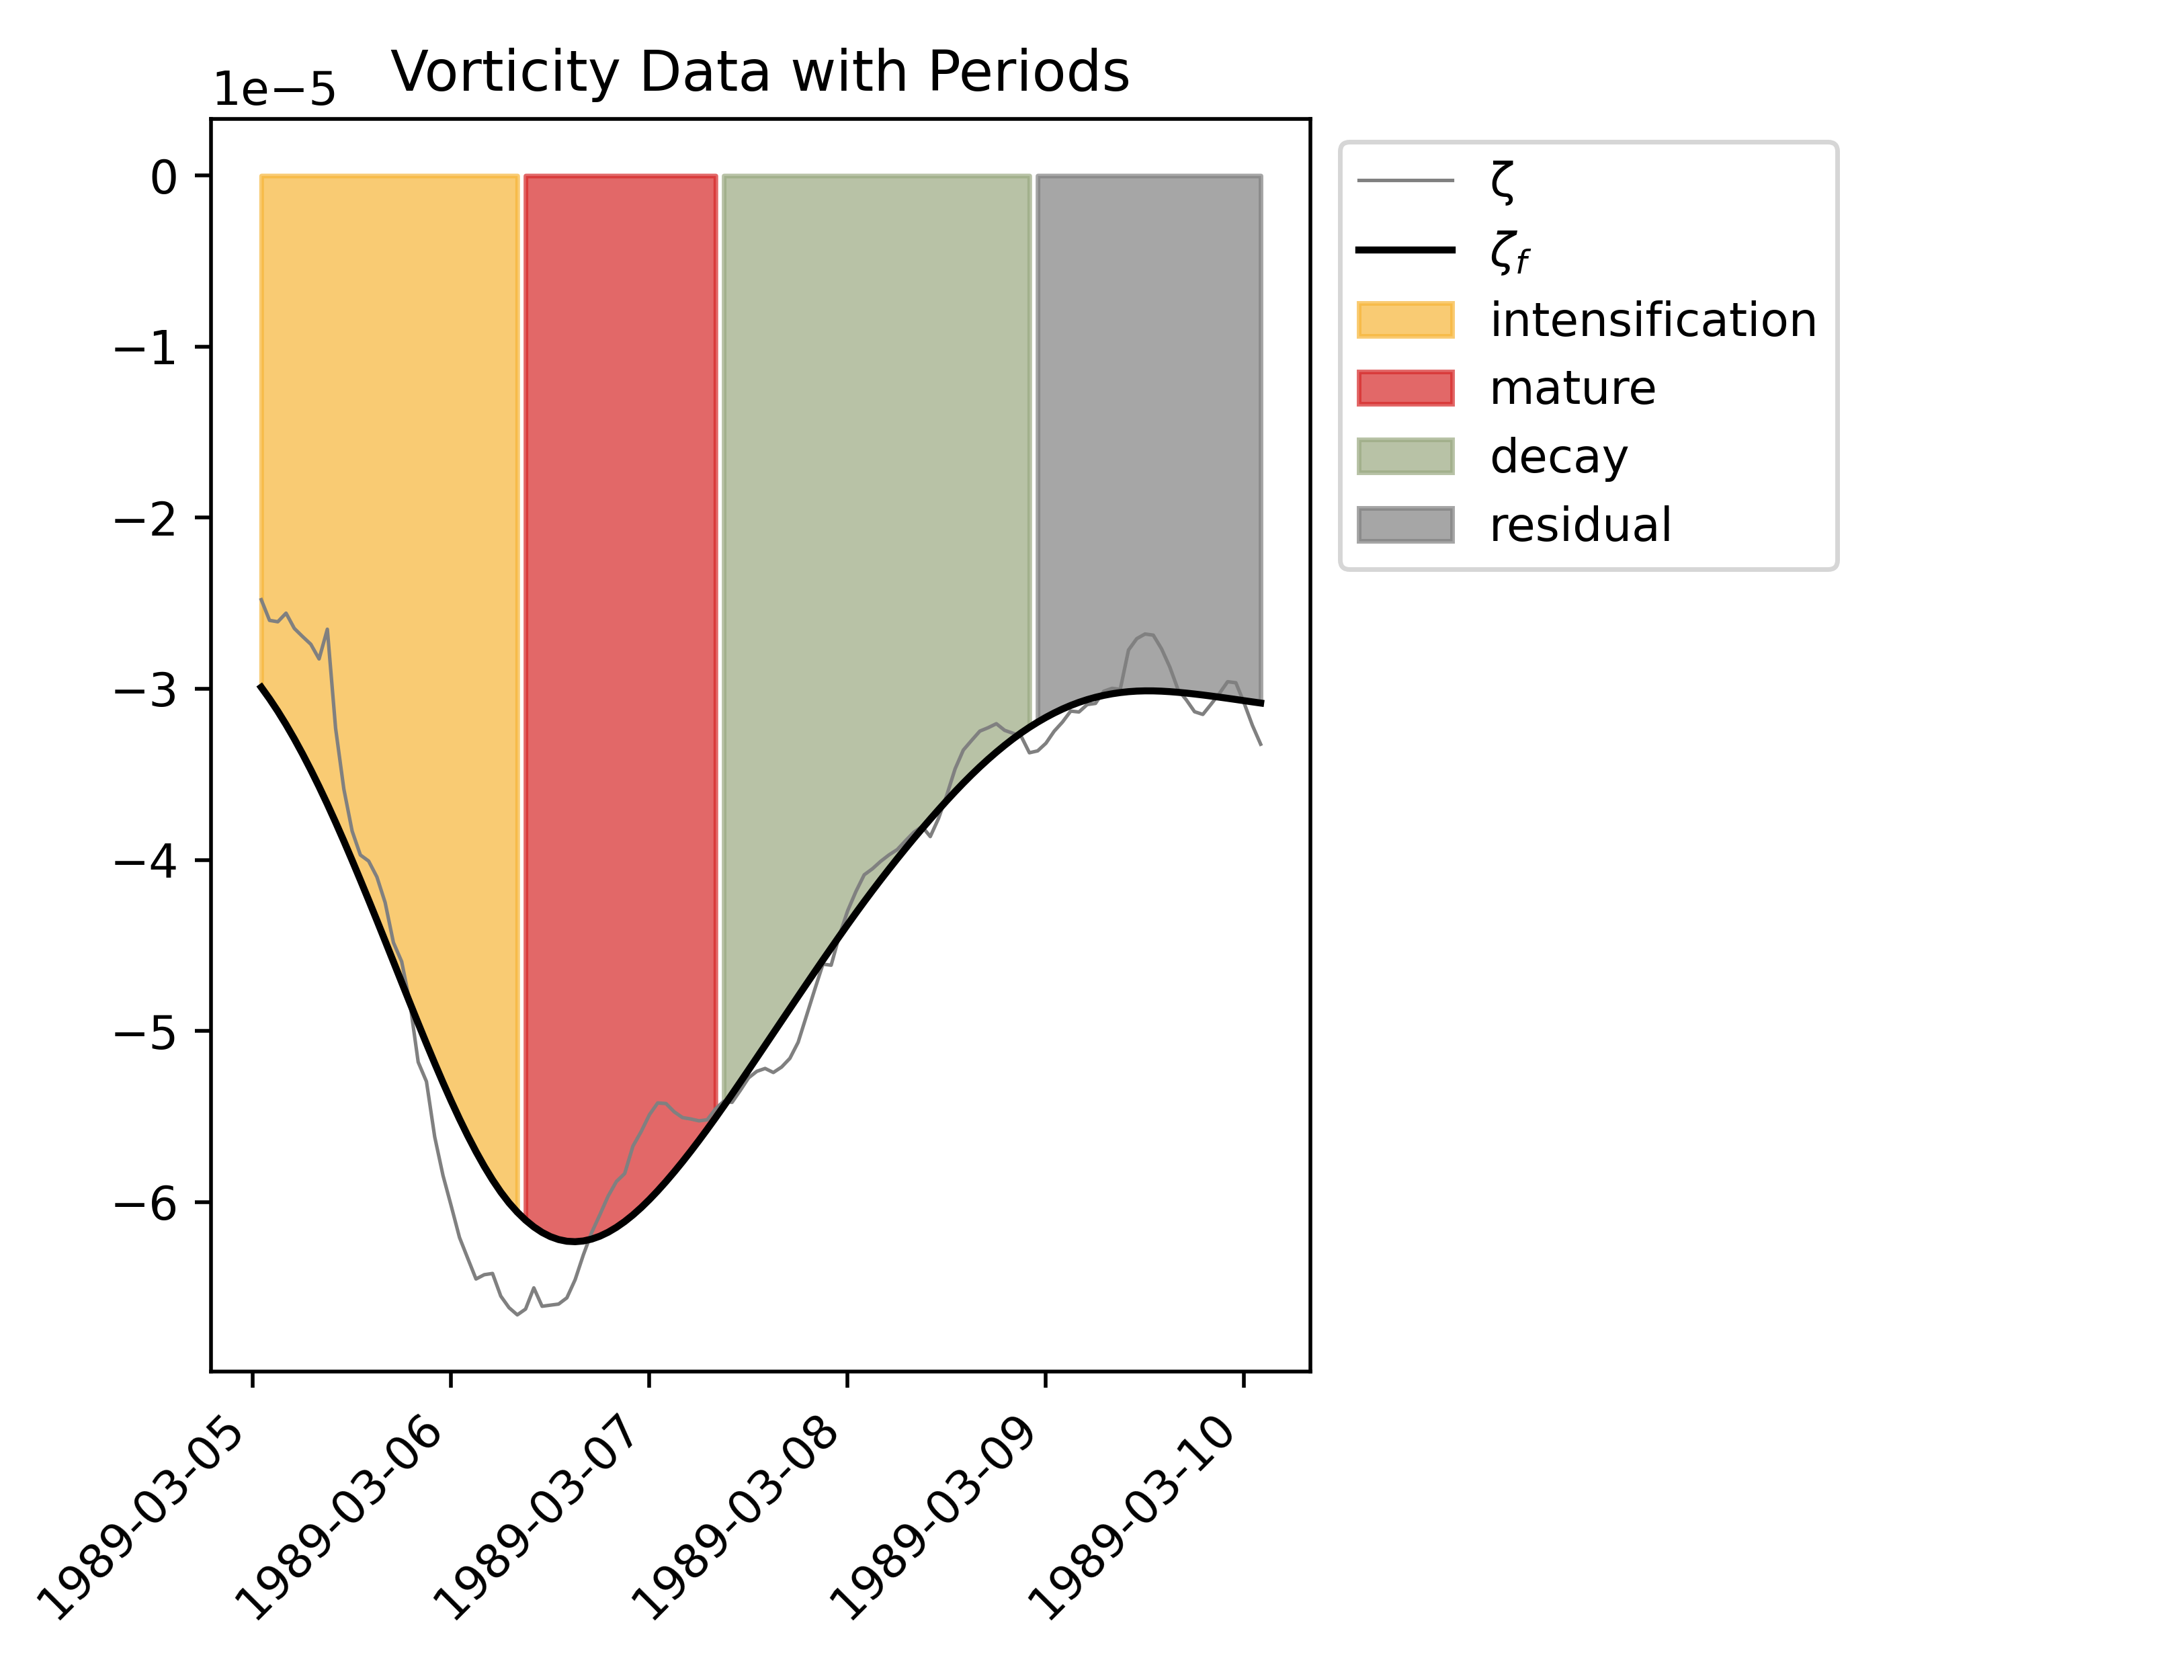 Vorticity Data with Periods
1e−5
0
−1
−2
−3
−4
−5
−6
1989-03-05
1989-03-06
1989-03-07
1989-03-08
1989-03-09
1989-03-10
ζ
ζf
intensification
mature
decay
residual